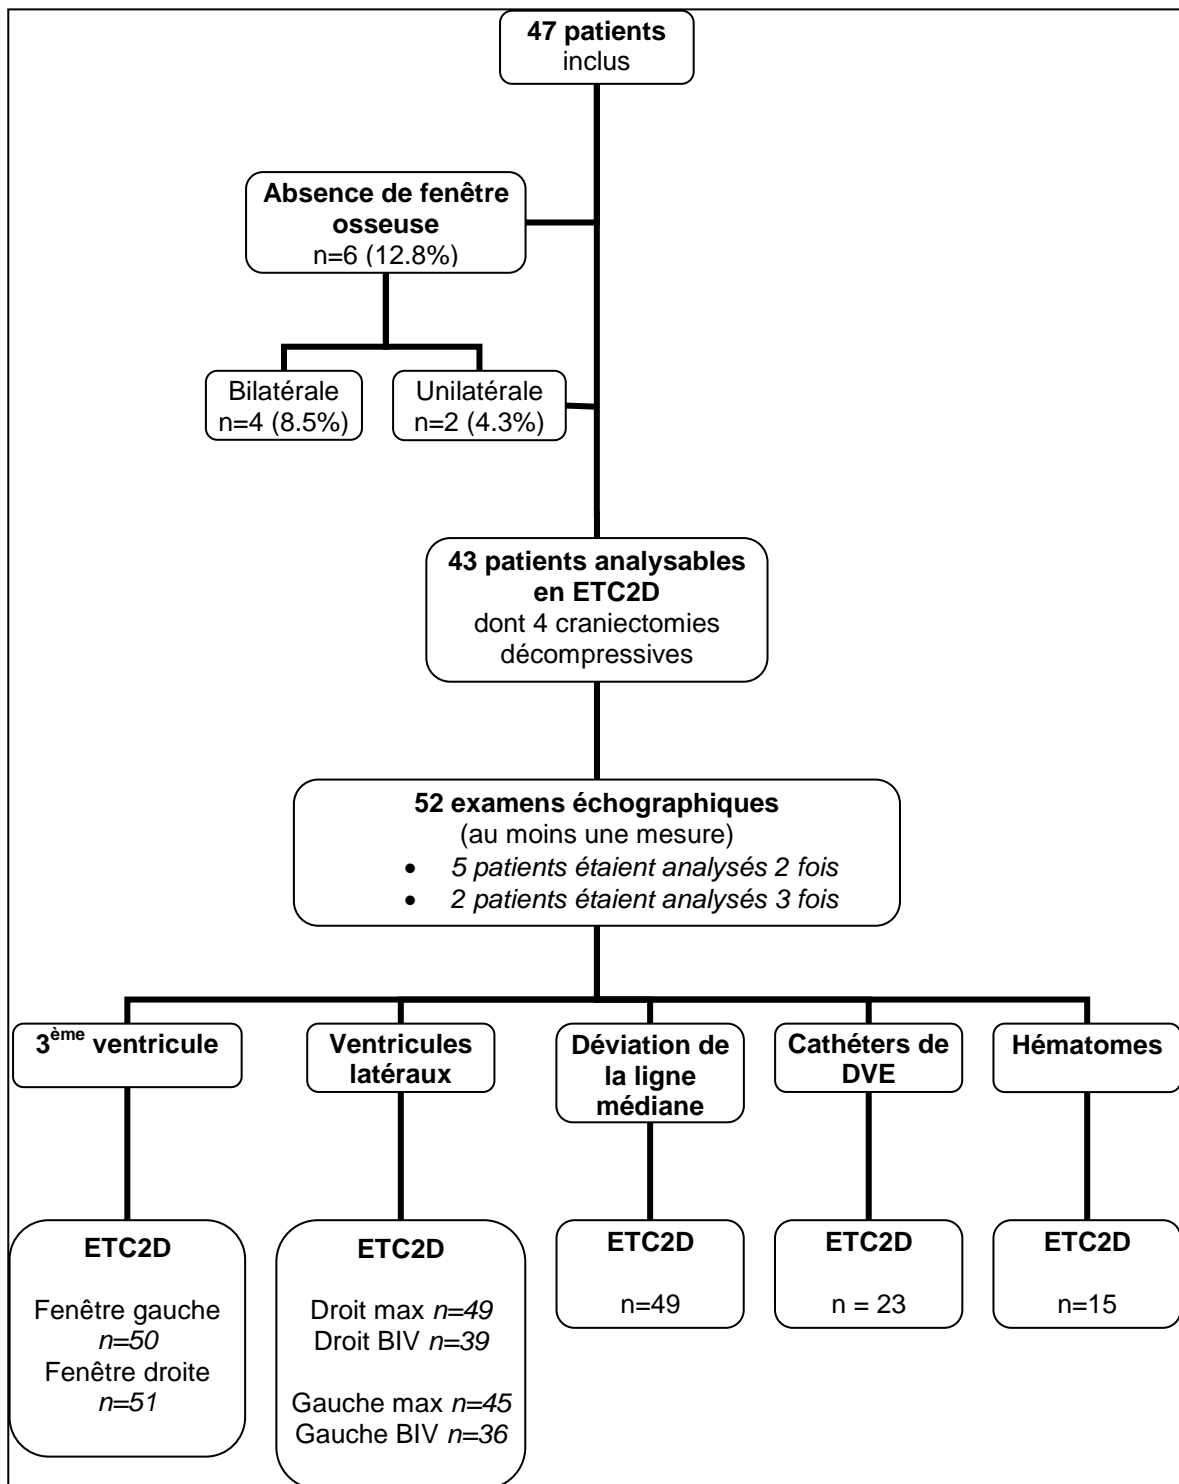 47 patients
inclus
Absence de fenêtre
osseuse
n=6 (12.8%)
Bilatérale
n=4 (8.5%)
Unilatérale
n=2 (4.3%)
43 patients analysables
en ETC2D
dont 4 craniectomies
décompressives
52 examens échographiques
(au moins une mesure)
• 5 patients étaient analysés 2 fois
• 2 patients étaient analysés 3 fois
3ème ventricule
Ventricules
latéraux
Déviation de
la ligne
médiane
Cathéters de
DVE
Hématomes
ETC2D
Fenêtre gauche
n=50
Fenêtre droite
n=51
ETC2D
Droit max n=49
Droit BIV n=39
Gauche max n=45
Gauche BIV n=36
ETC2D
n=49
ETC2D
n = 23
ETC2D
n=15